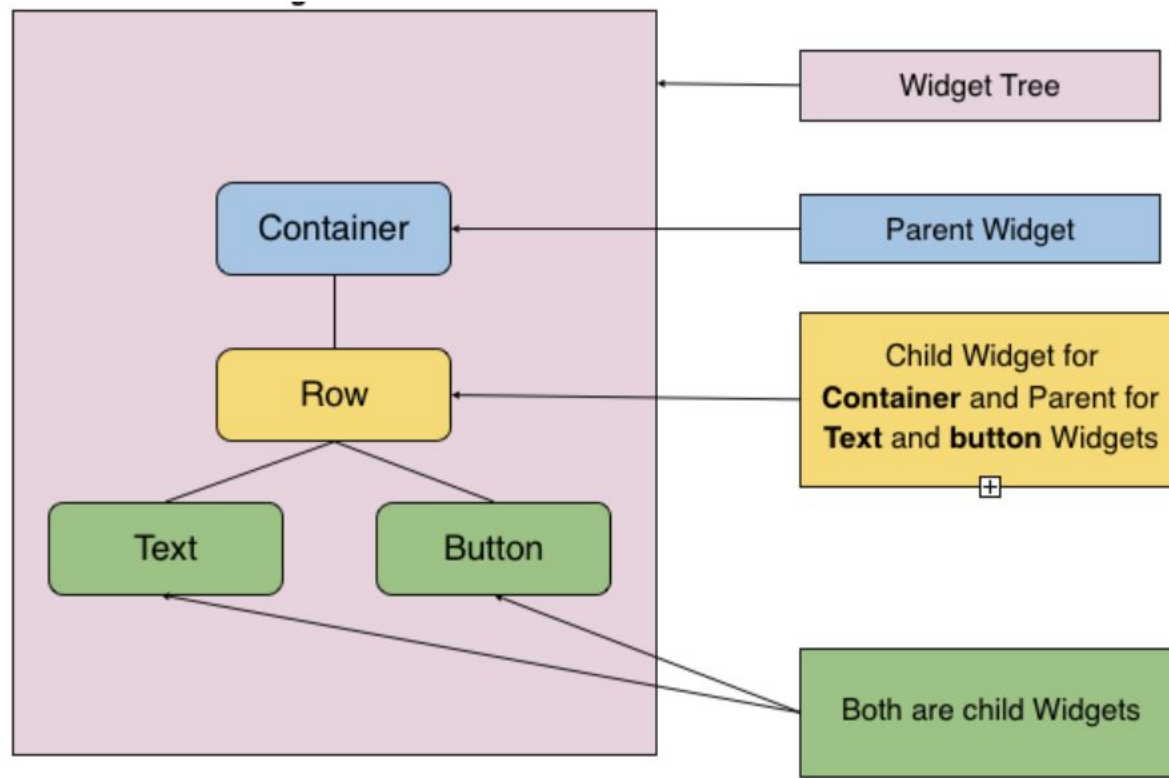 Widget Tree
Container
Parent Widget
Row
Child Widget for
Container and Parent for
Text and button Widgets
Text
Button
Both are child Widgets